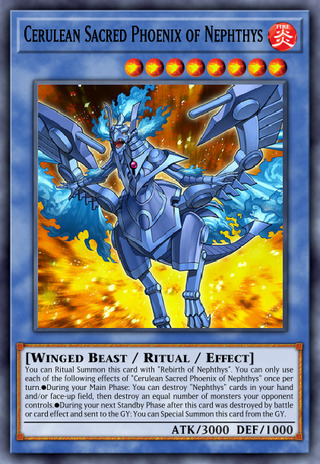 Cerulean Sacred Phoenix of Nephthys
FIRE
炎
[Winged Beast / Ritual / Effect]
You can Ritual Summon this card with "Rebirth of Nephthys". You can only use
each of the following effects of "Cerulean Sacred Phoenix of Nephthys" once per
turn.●During your Main Phase: You can destroy "Nephthys" cards in your hand
and/or face-up field, then destroy an equal number of monsters your opponent
controls.●During your next Standby Phase after this card was destroyed by battle
or card effect and sent to the GY: You can Special Summon this card from the GY.
ATK/3000 DEF/1000